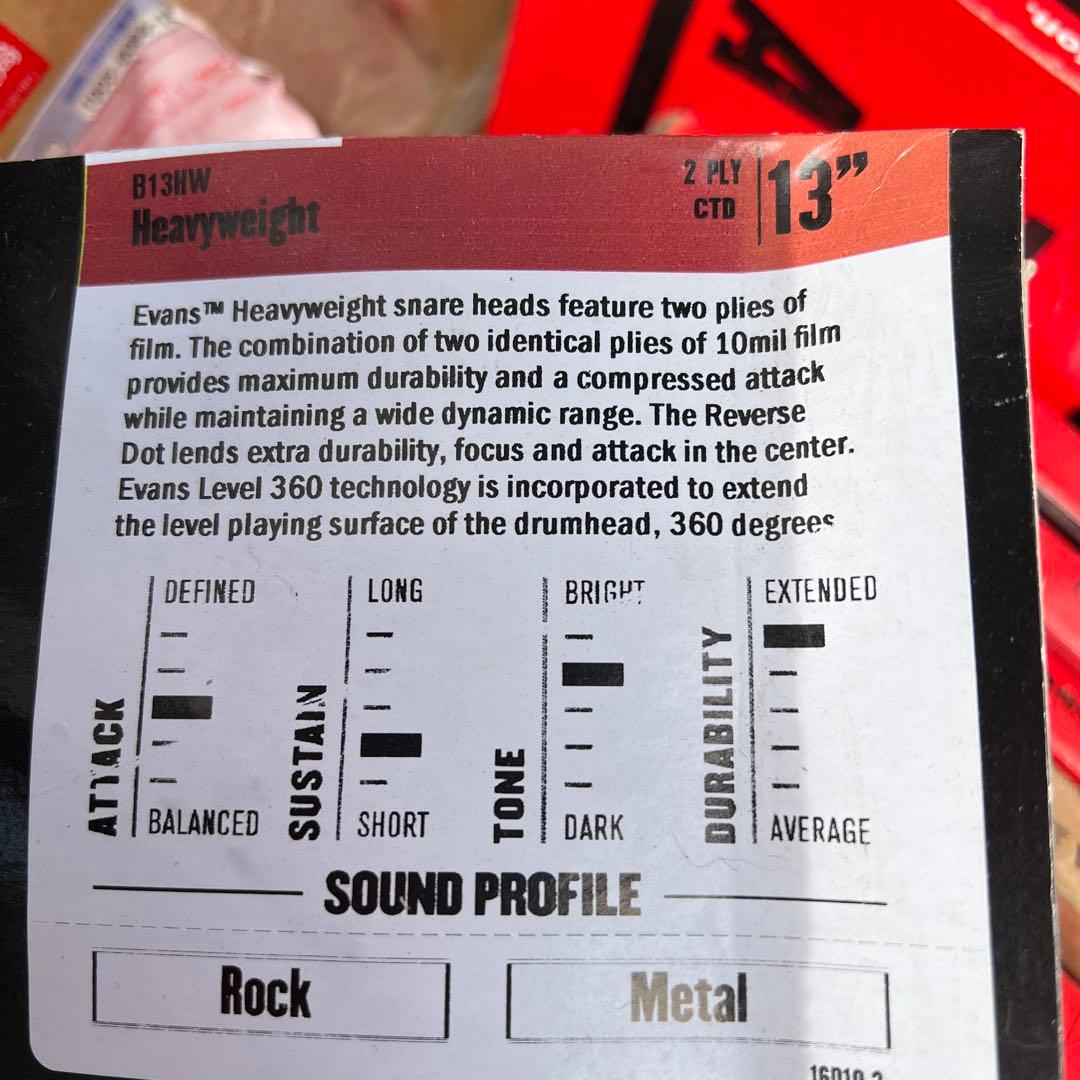 B13HW
Heavyweight
2 PLY
CTD
13”
Evans™ Heavyweight snare heads feature two plies of
film. The combination of two identical plies of 10mil film
provides maximum durability and a compressed attack
while maintaining a wide dynamic range. The Reverse
Dot lends extra durability, focus and attack in the center.
Evans Level 360 technology is incorporated to extend
the level playing surface of the drumhead, 360 degrees
ATTACK
DEFINED
BALANCED
SUSTAIN
LONG
SHORT
TONE
BRIGHT
DARK
DURABILITY
EXTENDED
AVERAGE
SOUND PROFILE
Rock
Metal